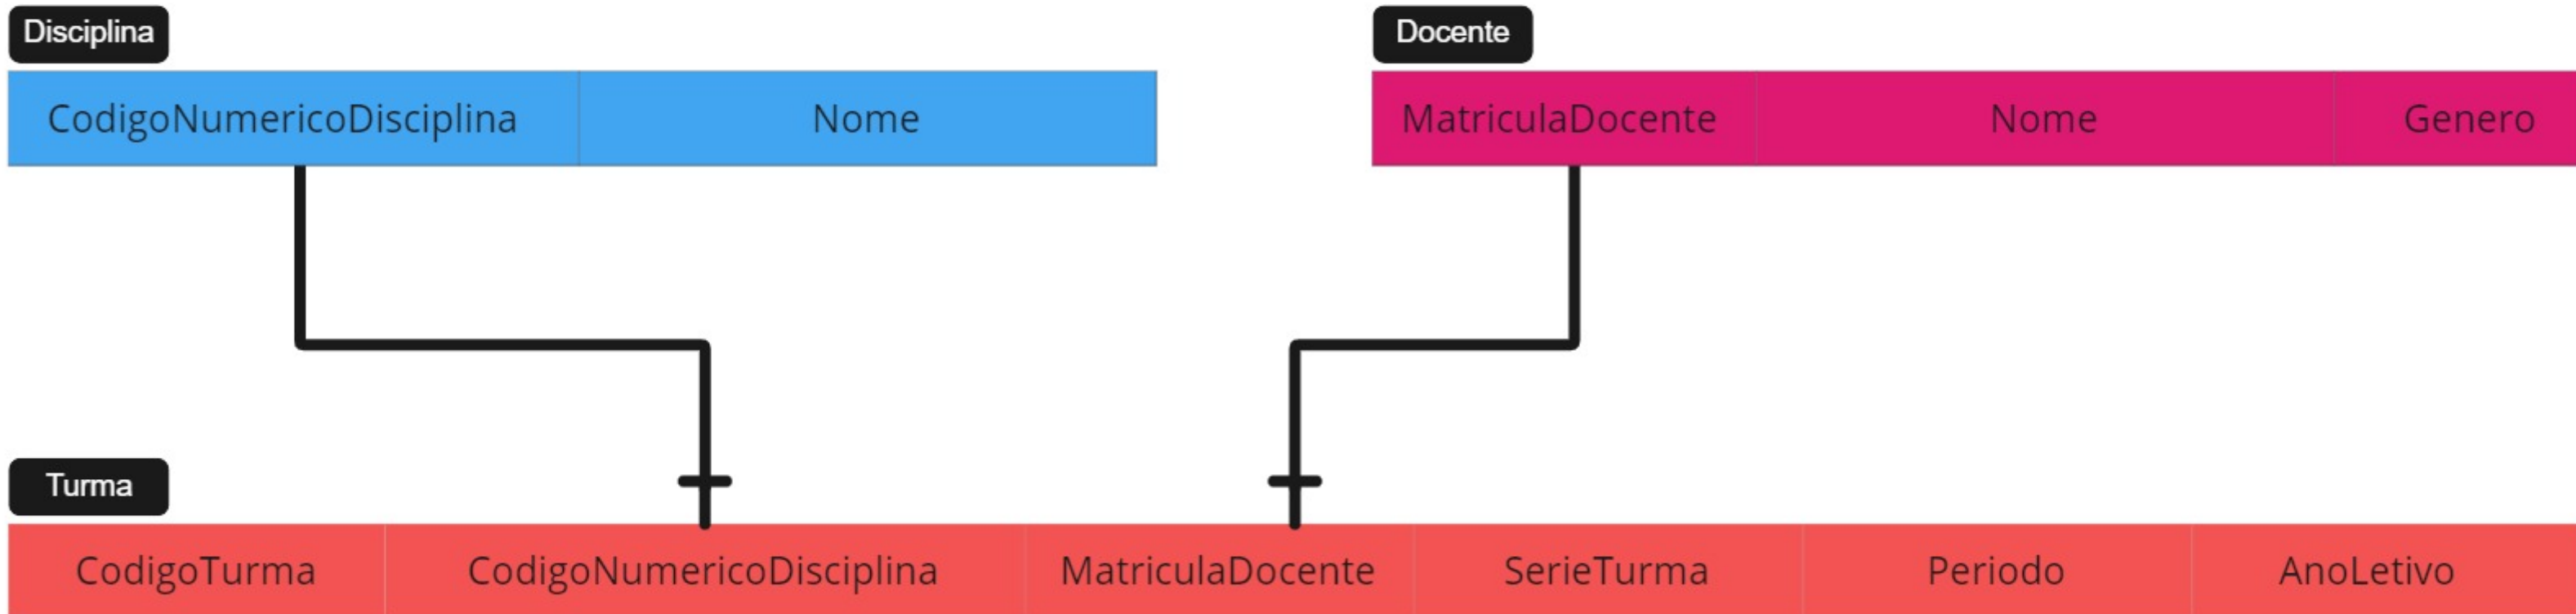 Disciplina
Docente
CodigoNumericoDisciplina Nome
MatriculaDocente Nome Genero
Turma
CodigoTurma CodigoNumericoDisciplina MatriculaDocente SerieTurma Periodo AnoLetivo